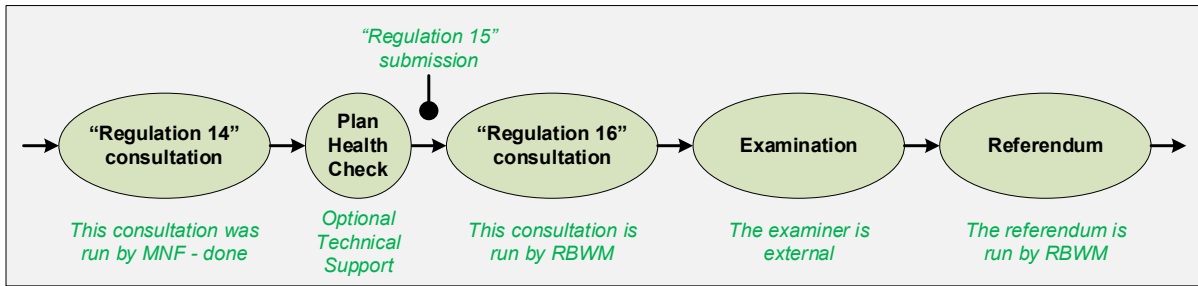 “Regulation 15”
submission
“Regulation 14”
consultation
Plan
Health
Check
“Regulation 16”
consultation
Examination
Referendum
This consultation was
run by MNF - done
Optional
Technical
Support
This consultation is
run by RBWM
The examiner is
external
The referendum is
run by RBWM